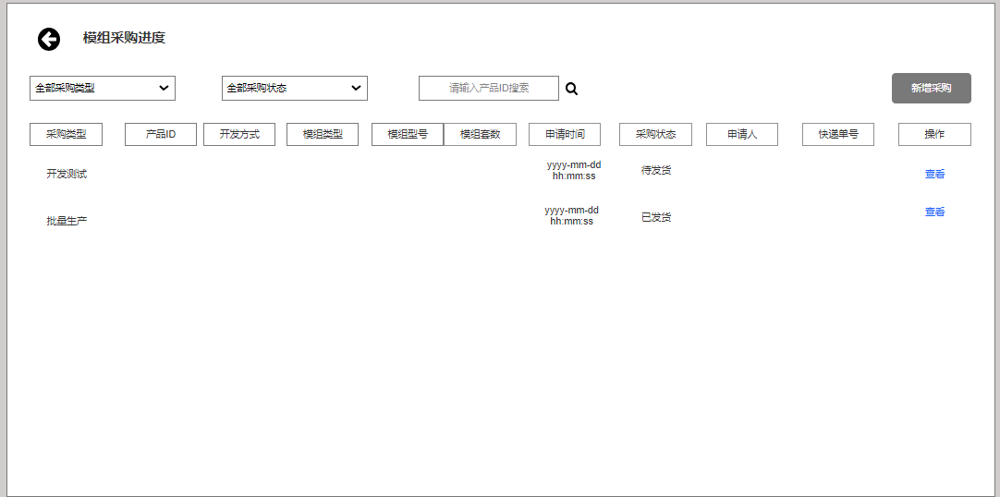 模组采购进度
全部采购类型
全部采购状态
请输入产品ID搜索
新增采购
采购类型
产品ID
开发方式
模组类型
模组型号
模组套数
申请时间
采购状态
申请人
快递单号
操作
开发测试
yyyy-mm-dd
hh:mm:ss
待发货
查看
批量生产
yyyy-mm-dd
hh:mm:ss
已发货
查看